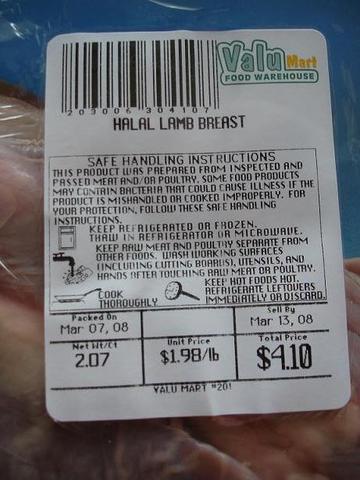 Valu Mart
FOOD WAREHOUSE
203006 304107
HALAL LAMB BREAST
SAFE HANDLING INSTRUCTIONS
THIS PRODUCT WAS PREPARED FROM INSPECTED AND
PASSED MEAT AND/OR POULTRY. SOME FOOD PRODUCTS
MAY CONTAIN BACTERIA THAT COULD CAUSE ILLNESS IF THE
PRODUCT IS MISHANDLED OR COOKED IMPROPERLY. FOR
YOUR PROTECTION, FOLLOW THESE SAFE HANDLING
INSTRUCTIONS.
KEEP REFRIGERATED OR FROZEN.
THAW IN REFRIGERATOR OR MICROWAVE.
KEEP RAW MEAT AND POULTRY SEPARATE FROM
OTHER FOODS. WASH WORKING SURFACES
(INCLUDING CUTTING BOARDS), UTENSILS, AND
HANDS AFTER TOUCHING RAW MEAT OR POULTRY.
COOK
THOROUGHLY
KEEP HOT FOODS HOT.
REFRIGERATE LEFTOVERS
IMMEDIATELY OR DISCARD.
Packed On
Mar 07, 08
Sell By
Mar 13, 08
Net Wt/Ct
2.07
Unit Price
$1.98/lb
Total Price
$4.10
VALU MART "201